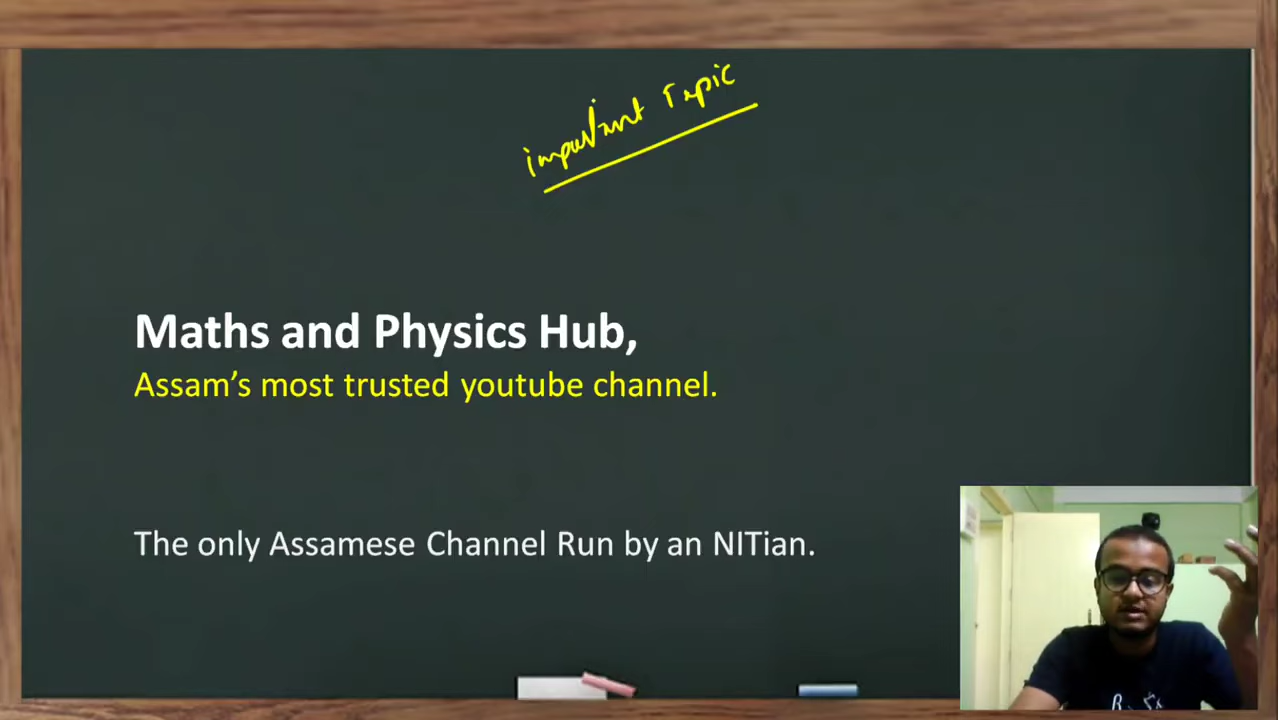 important Topic
Maths and Physics Hub,
Assam's most trusted youtube channel.
The only Assamese Channel Run by an NITian.